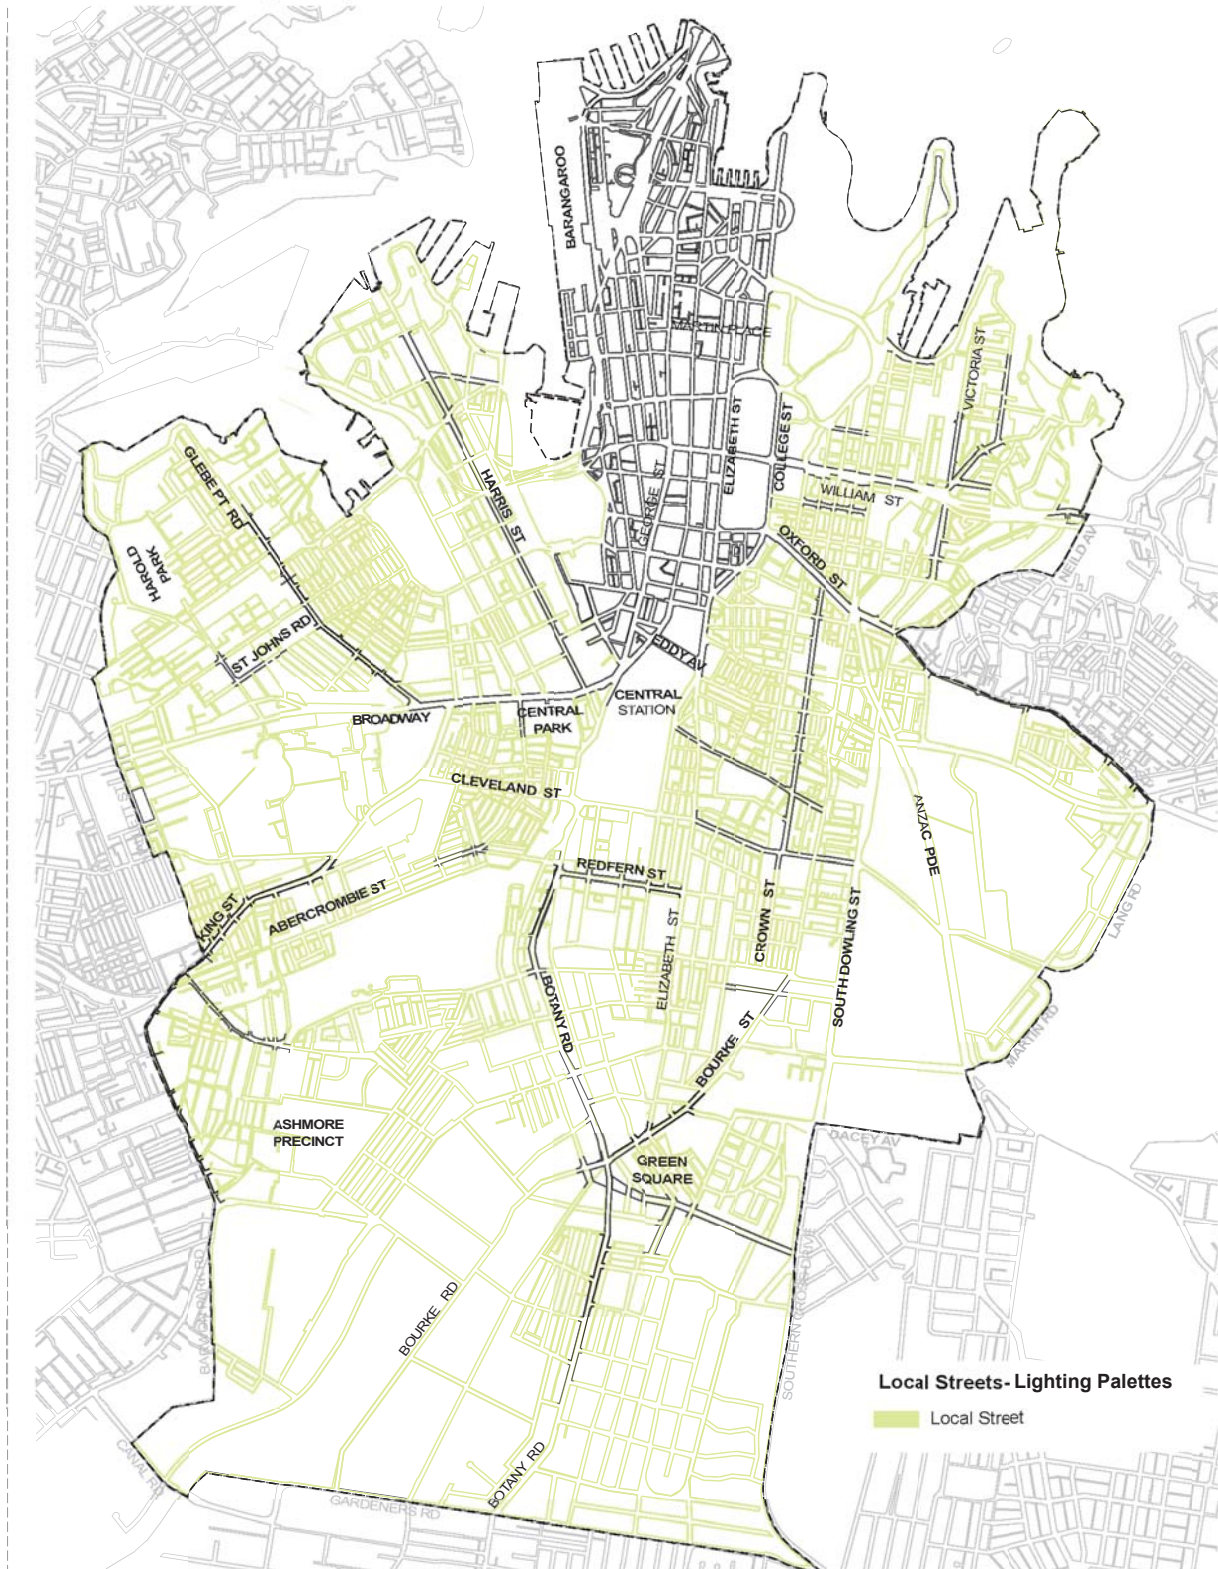 BARANGAROO
MARTIN PLACE
VICTORIA ST
ELIZABETH ST
COLLEGE ST
GEORGE ST
WILLIAM ST
GLEBE PT RD
HARRIS ST
OXFORD ST
NEILD AV
HAROLD
PARK
ST JOHNS RD
EDDY AV
CENTRAL
STATION
BROADWAY
CENTRAL
PARK
CLEVELAND ST
ANZAC PDE
REDFERN ST
KING ST
ABERCROMBIE ST
CROWN ST
SOUTH DOWLING ST
LANG RD
ELIZABETH ST
BOTANY RD
BOURKE ST
MARTIN RD
ASHMORE
PRECINCT
DACEY AV
GREEN
SQUARE
BOURKE RD
SOUTHERN CROSS DRIVE
Local Streets- Lighting Palettes
Local Street
CANAL RD
BOTANY RD
GARDENERS RD